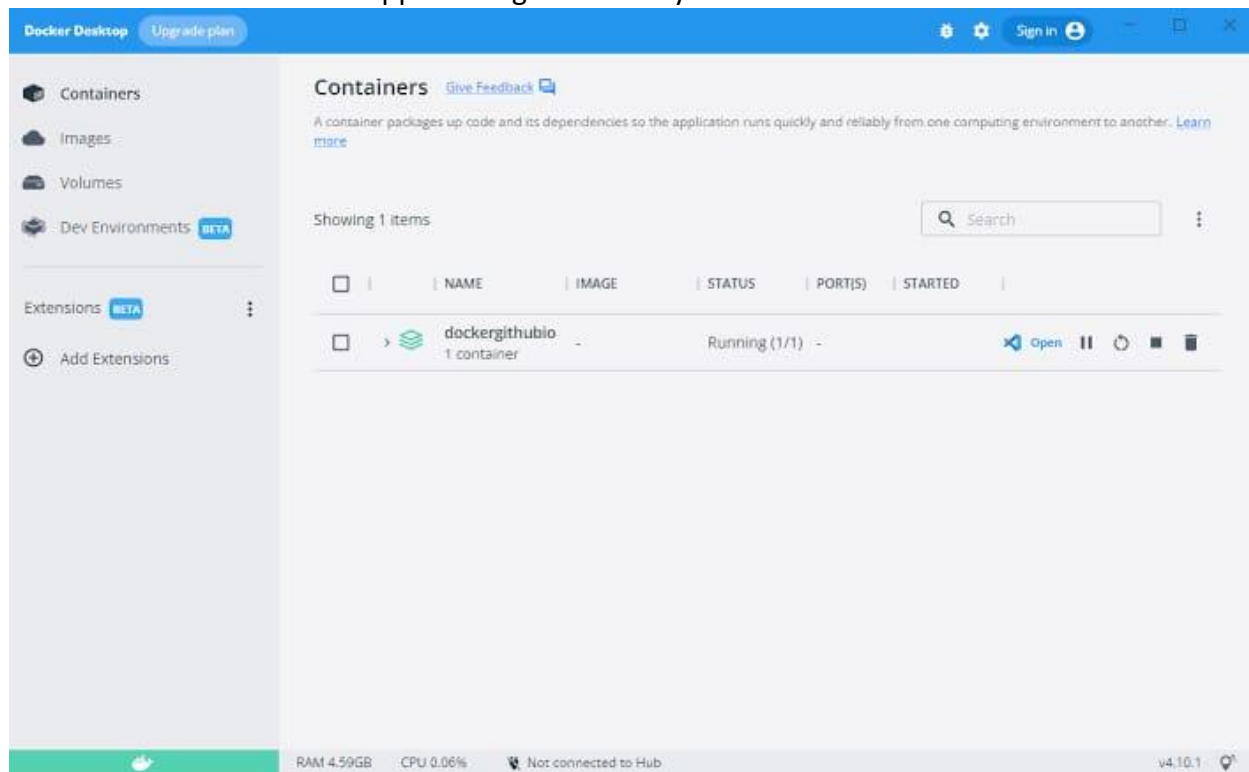 Docker Desktop Upgrade plan Sign in
Containers
Images
Volumes
Dev Environments BETA
Extensions BETA
Add Extensions
Containers Give Feedback
A container packages up code and its dependencies so the application runs quickly and reliably from one computing environment to another. Learn
more
Showing 1 items
Search
NAME IMAGE STATUS PORT(S) STARTED
dockergithubio - Running (1/1) - Open
1 container
RAM 4.59GB CPU 0.06% Not connected to Hub v4.10.1